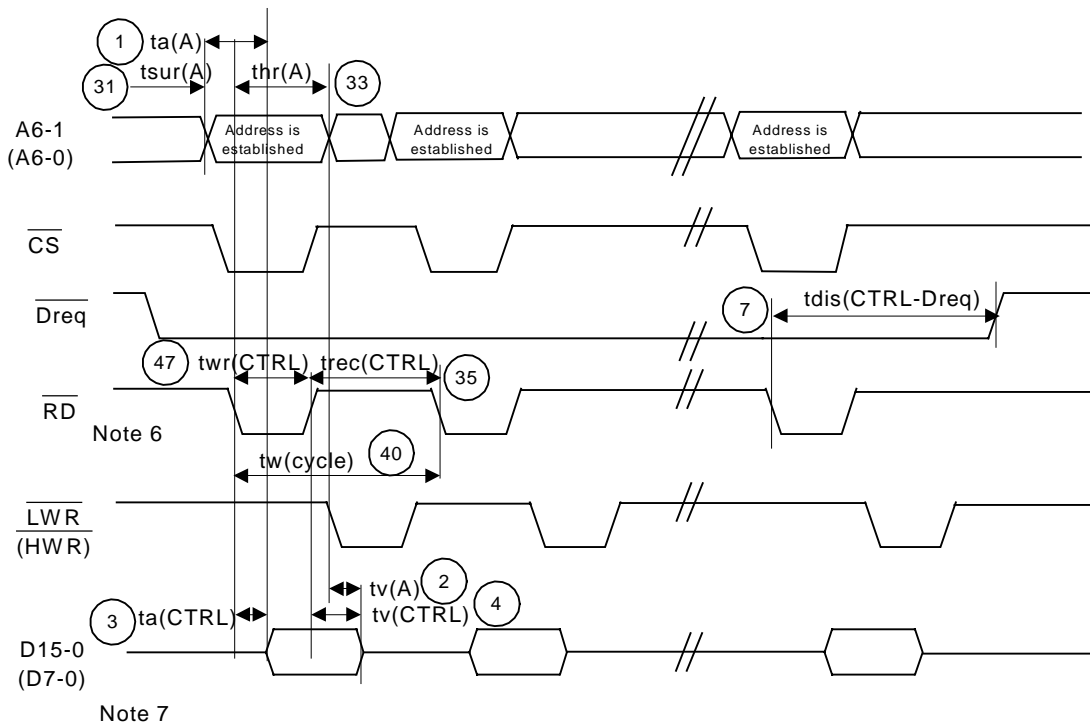 1 ta(A)
31 tsur(A) thr(A) 33
A6-1
(A6-0)
Address is
established
Address is
established
Address is
established
CS
Dreq
7 tdis(CTRL-Dreq)
47 twr(CTRL) trec(CTRL) 35
RD
Note 6
tw(cycle) 40
LWR
(HWR)
tv(A) 2
3 ta(CTRL) tv(CTRL) 4
D15-0
(D7-0)
Note 7